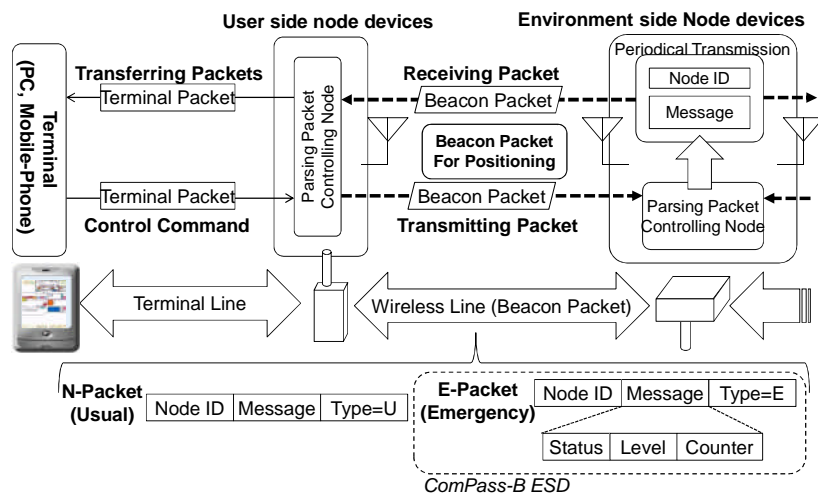 User side node devices
Environment side Node devices
Periodical Transmission
Terminal
(PC, Mobile-Phone)
Transferring Packets
Terminal Packet
Terminal Packet
Control Command
Parsing Packet
Controlling Node
Receiving Packet
Beacon Packet
Beacon Packet
For Positioning
Beacon Packet
Transmitting Packet
Node ID
Message
Parsing Packet
Controlling Node
Terminal Line
Wireless Line (Beacon Packet)
N-Packet
(Usual)
Node ID
Message
Type=U
E-Packet
(Emergency)
Node ID
Message
Type=E
Status
Level
Counter
ComPass-B ESD